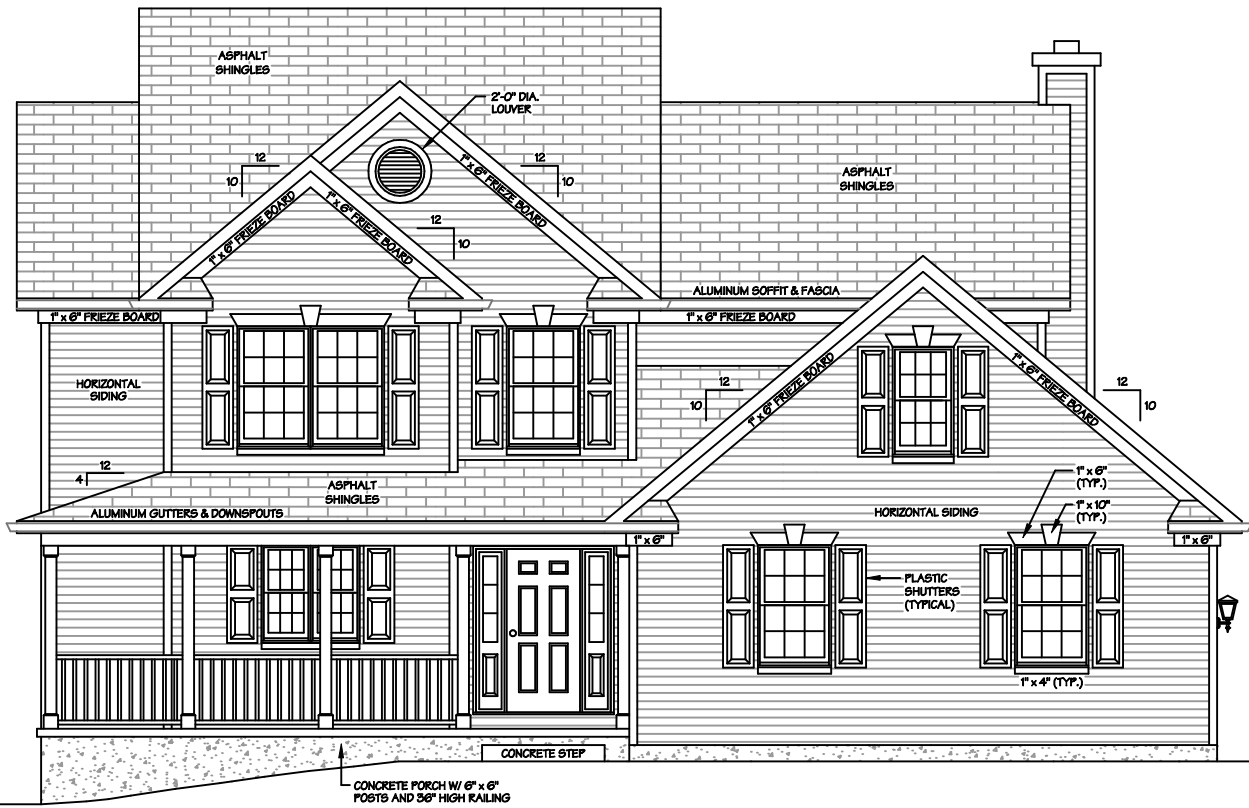 ASPHALT
SHINGLES
2'-0" DIA.
LOUVER
12
10
12
10
1" x 6" FRIEZE BOARD
1" x 6" FRIEZE BOARD
1" x 6" FRIEZE BOARD
12
10
ASPHALT
SHINGLES
ALUMINUM SOFFIT & FASCIA
1" x 6" FRIEZE BOARD
1" x 6" FRIEZE BOARD
HORIZONTAL
SIDING
12
10
1" x 6" FRIEZE BOARD
1" x 6" FRIEZE BOARD
12
10
12
4
ASPHALT
SHINGLES
ALUMINUM GUTTERS & DOWNSPOUTS
1" x 6"
(TYP.)
1" x 10"
(TYP.)
HORIZONTAL SIDING
1" x 6"
1" x 6"
PLASTIC
SHUTTERS
(TYPICAL)
1" x 4" (TYP.)
CONCRETE STEP
CONCRETE PORCH W/ 6" x 6"
POSTS AND 36" HIGH RAILING